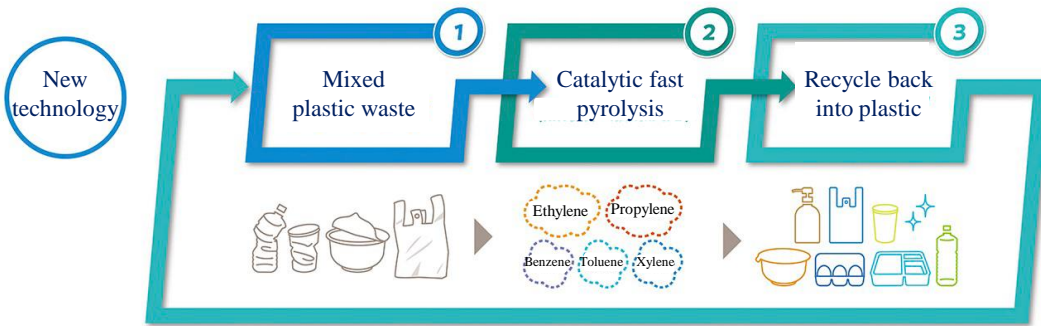 New
technology
1
Mixed
plastic waste
2
Catalytic fast
pyrolysis
3
Recycle back
into plastic
Ethylene
Propylene
Benzene
Toluene
Xylene